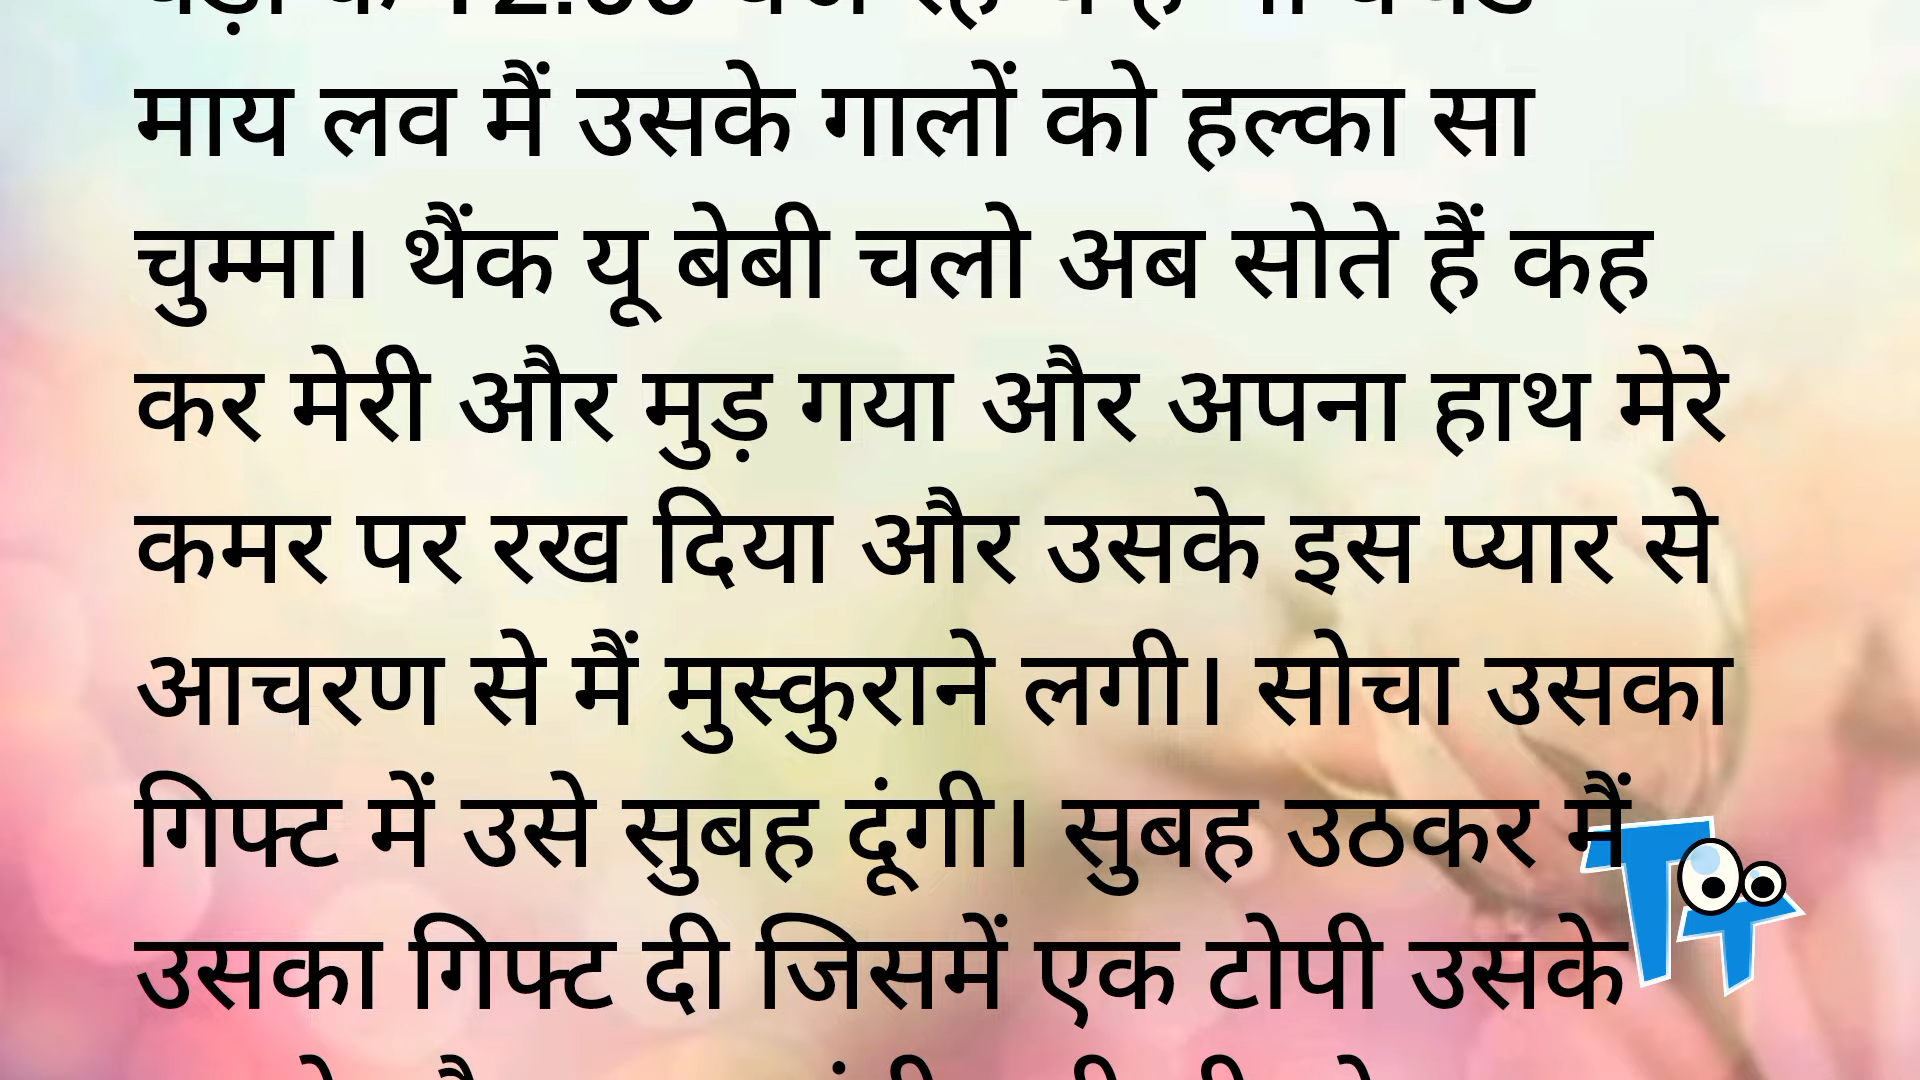 माय लव मैं उसके गालों को हल्का सा
चुम्मा। थैंक यू बेबी चलो अब सोते हैं कह
कर मेरी और मुड़ गया और अपना हाथ मेरे
कमर पर रख दिया और उसके इस प्यार से
आचरण से मैं मुस्कुराने लगी। सोचा उसका
गिफ्ट में उसे सुबह दूंगी। सुबह उठकर मैं
उसका गिफ्ट दी जिसमें एक टोपी उसके
TT